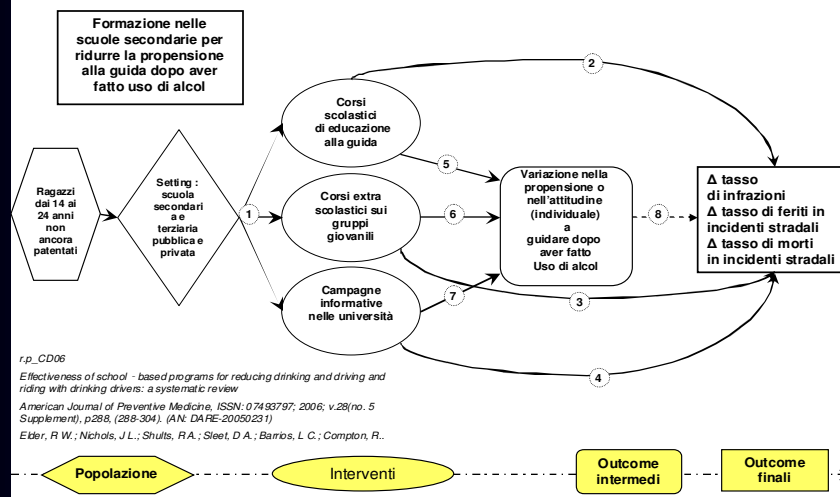 Formazione nelle
scuole secondarie per
ridurre la propensione
alla guida dopo aver
fatto uso di alcol
Ragazzi
dai 14 ai
24 anni
non
ancora
patentati
Setting :
scuola
secondari
a e
terziaria
pubblica e
privata
1
Corsi
scolastici
di educazione
alla guida
Corsi extra
scolastici sui
gruppi
giovanili
Campagne
informative
nelle università
2
5
6
7
3
4
Variazione nella
propensione o
nell'attitudine
(individuale)
a
guidare dopo
aver fatto
Uso di alcol
8
Δ tasso
di infrazioni
Δ tasso di feriti in
incidenti stradali
Δ tasso di morti
in incidenti stradali
r.p_CD06
Effectiveness of school - based programs for reducing drinking and driving and
riding with drinking drivers: a systematic review
American Journal of Preventive Medicine, ISSN: 07493797; 2006; v.28(no. 5
Supplement), p288, (288-304). (AN: DARE-20050231)
Elder, R W.; Nichols, J L.; Shults, R A.; Sleet, D A.; Barrios, L C.; Compton, R..
Popolazione
Interventi
Outcome
intermedi
Outcome
finali